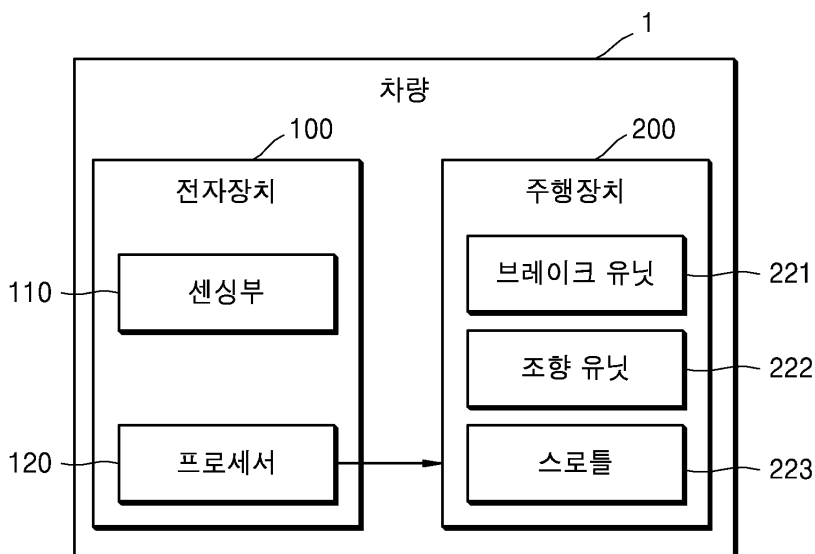 1
차량
100
200
전자장치
주행장치
브레이크 유닛
221
110
센싱부
조향 유닛
222
120
프로세서
스로틀
223